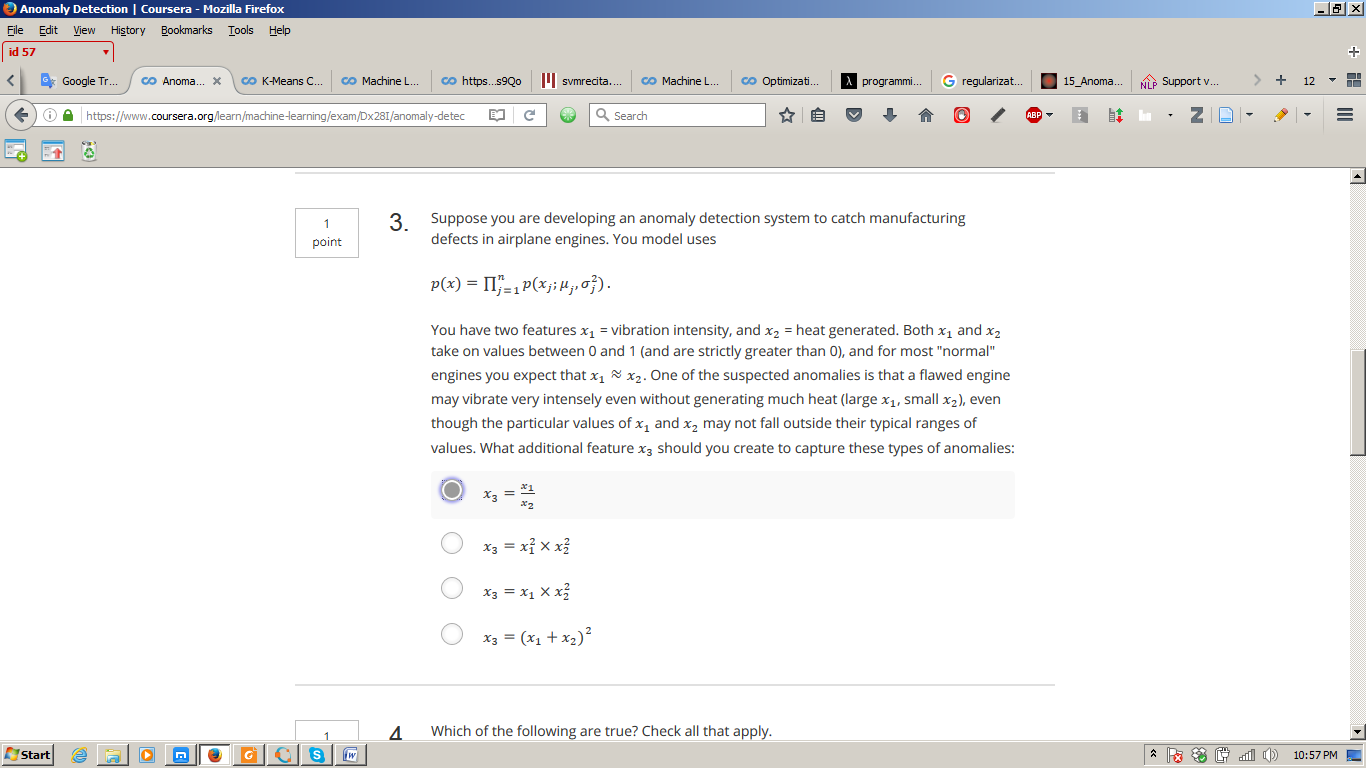 Anomaly Detection | Coursera - Mozilla Firefox
File Edit View History Bookmarks Tools Help
id 57
Google Tr... Anoma... K-Means C... Machine L... https...s9Qo svmrecita... Machine L... Optimizati... programmi... regularizat... 15_Anoma... Support v... 12
https://www.coursera.org/learn/machine-learning/exam/Dx28I/anomaly-detec Search ABP
1
point
3. Suppose you are developing an anomaly detection system to catch manufacturing
defects in airplane engines. You model uses
p(x) = ∏ⁿⱼ₌₁ p(xⱼ; μⱼ, σⱼ²).
You have two features x₁ = vibration intensity, and x₂ = heat generated. Both x₁ and x₂
take on values between 0 and 1 (and are strictly greater than 0), and for most "normal"
engines you expect that x₁ ≈ x₂. One of the suspected anomalies is that a flawed engine
may vibrate very intensely even without generating much heat (large x₁, small x₂), even
though the particular values of x₁ and x₂ may not fall outside their typical ranges of
values. What additional feature x₃ should you create to capture these types of anomalies:
x₃ = x₁/x₂
x₃ = x₁² × x₂²
x₃ = x₁ × x₂²
x₃ = (x₁ + x₂)²
1
4 Which of the following are true? Check all that apply.
Start 10:57 PM